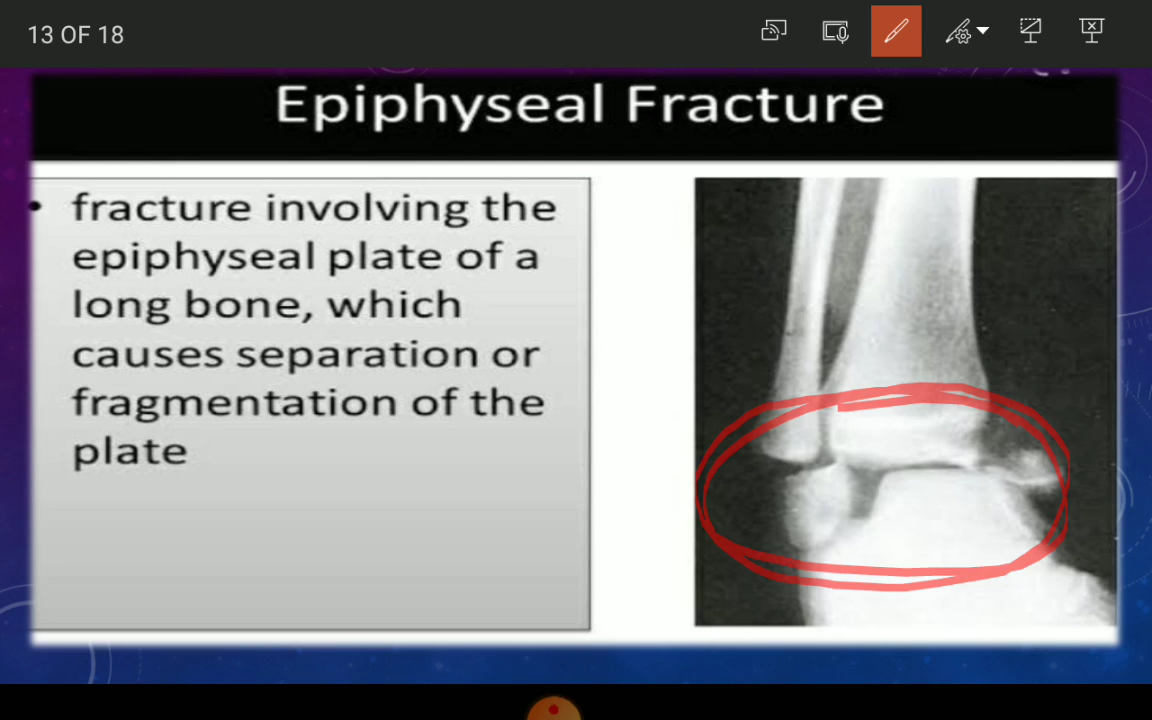 13 OF 18
Epiphyseal Fracture
• fracture involving the
epiphyseal plate of a
long bone, which
causes separation or
fragmentation of the
plate